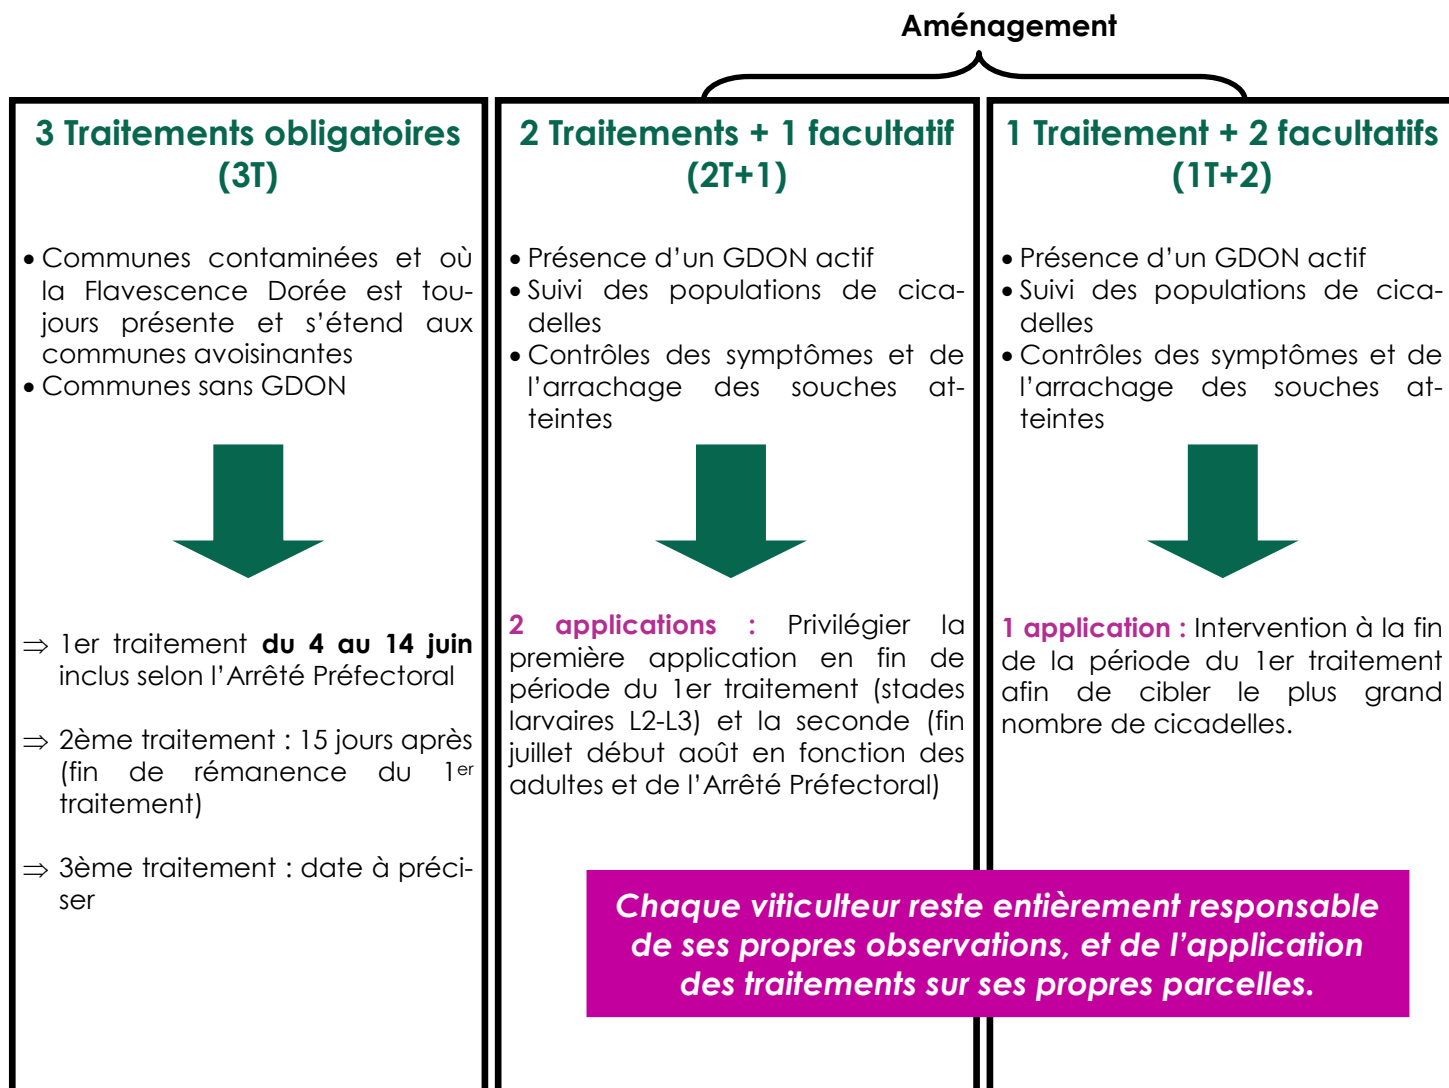 Aménagement
3 Traitements obligatoires
(3T)
• Communes contaminées et où
la Flavescence Dorée est tou-
jours présente et s’étend aux
communes avoisinantes
• Communes sans GDON
⇒ 1er traitement du 4 au 14 juin
inclus selon l’Arrêté Préfectoral
⇒ 2ème traitement : 15 jours après
(fin de rémanence du 1er
traitement)
⇒ 3ème traitement : date à préci-
ser
2 Traitements + 1 facultatif
(2T+1)
• Présence d’un GDON actif
• Suivi des populations de cica-
delles
• Contrôles des symptômes et de
l’arrachage des souches at-
teintes
2 applications : Privilégier la
première application en fin de
période du 1er traitement (stades
larvaires L2-L3) et la seconde (fin
juillet début août en fonction des
adultes et de l’Arrêté Préfectoral)
1 Traitement + 2 facultatifs
(1T+2)
• Présence d’un GDON actif
• Suivi des populations de cica-
delles
• Contrôles des symptômes et de
l’arrachage des souches at-
teintes
1 application : Intervention à la fin
de la période du 1er traitement
afin de cibler le plus grand
nombre de cicadelles.
Chaque viticulteur reste entièrement responsable
de ses propres observations, et de l’application
des traitements sur ses propres parcelles.